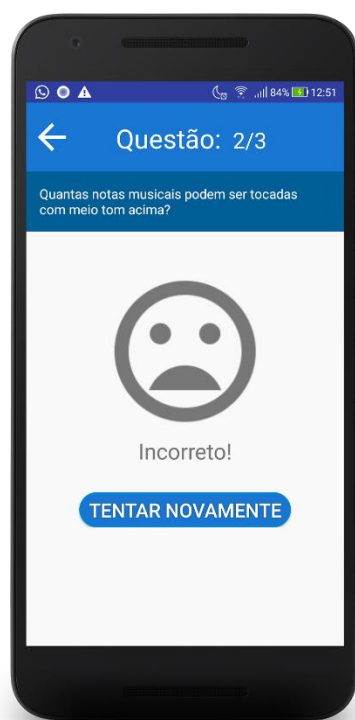 84% 12:51
Questão: 2/3
Quantas notas musicais podem ser tocadas
com meio tom acima?
Incorreto!
TENTAR NOVAMENTE